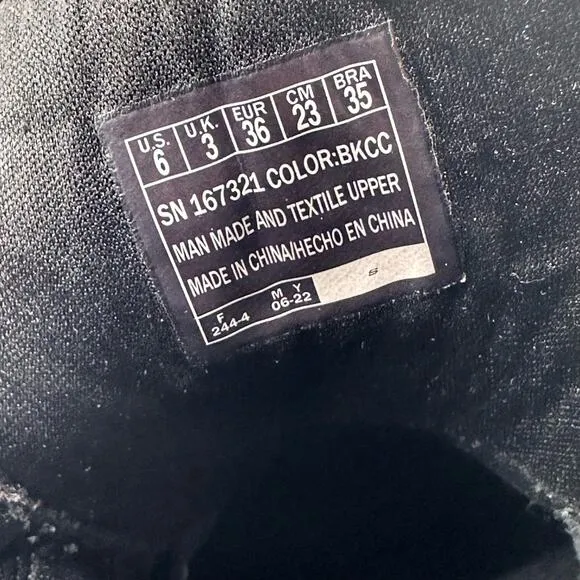 U.S. U.K. EUR CM BRA
6 3 36 23 35
SN 167321 COLOR:BKCC
MAN MADE AND TEXTILE UPPER
MADE IN CHINA/HECHO EN CHINA
F M Y
244-4 06-22 S